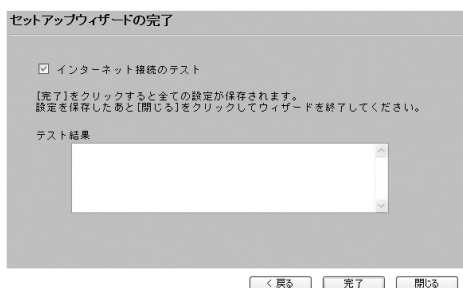 セットアップウィザードの完了
インターネット接続のテスト
[完了]をクリックすると全ての設定が保存されます。
設定を保存したあと[閉じる]をクリックしてウィザードを終了してください。
テスト結果
< 戻る
完了
閉じる